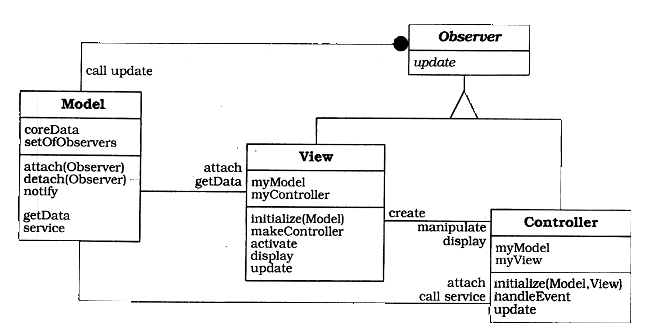 Observer
update
call update
Model
coreData
setOfObservers
attach(Observer)
detach(Observer)
notify
getData
service
attach
getData
View
myModel
myController
initialize(Model)
makeController
activate
display
update
create
manipulate
display
Controller
myModel
myView
initialize(Model,View)
handleEvent
update
attach
call service